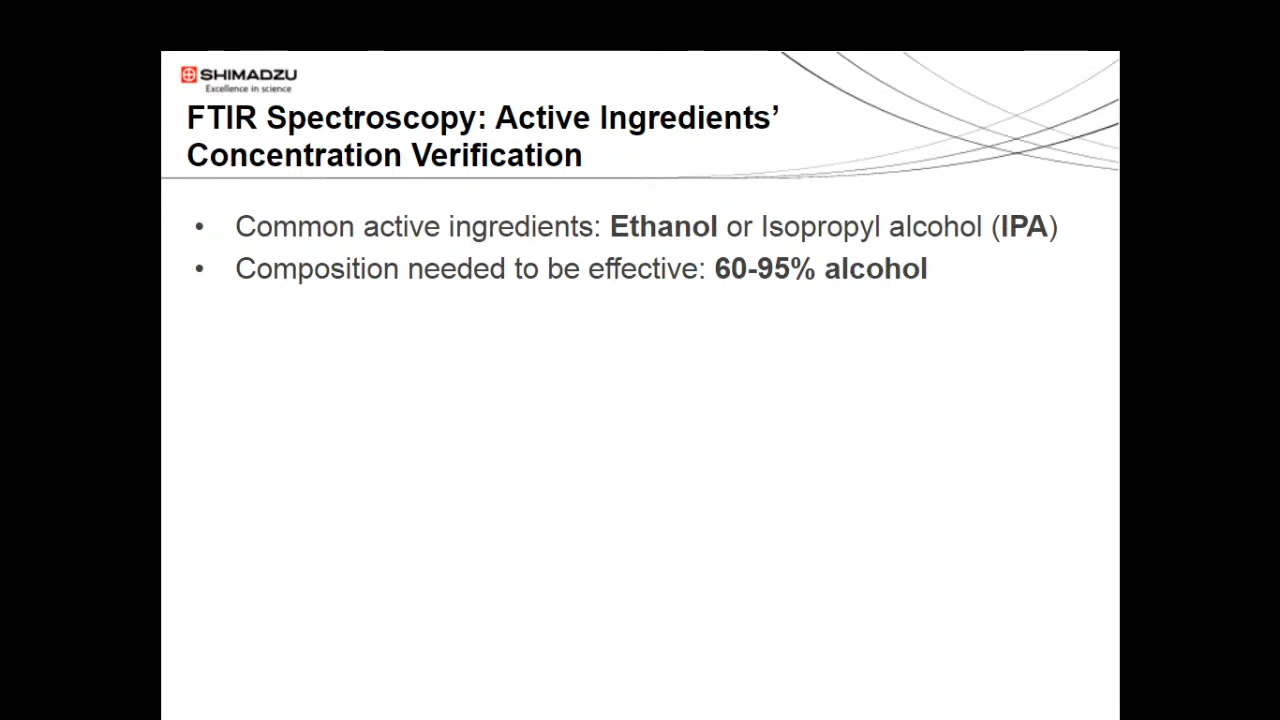 SHIMADZU
Excellence in science
FTIR Spectroscopy: Active Ingredients’
Concentration Verification
• Common active ingredients: Ethanol or Isopropyl alcohol (IPA)
• Composition needed to be effective: 60-95% alcohol